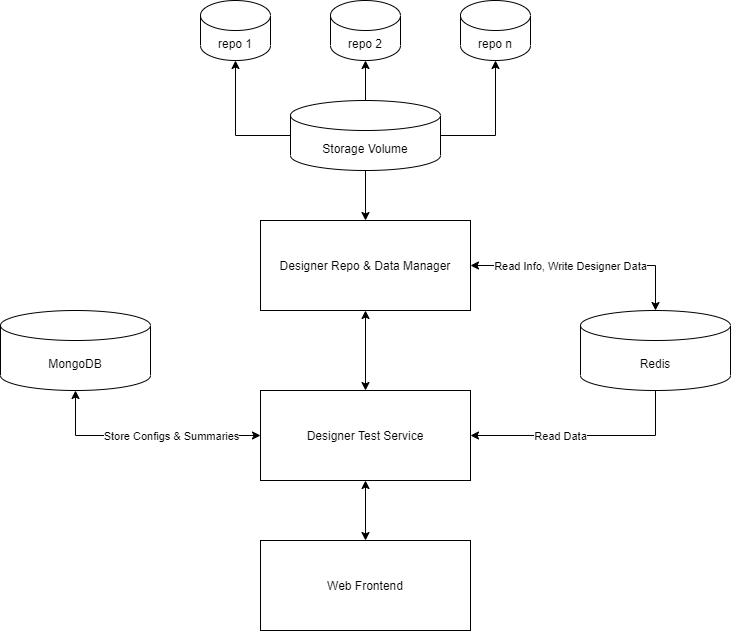 repo 1
repo 2
repo n
Storage Volume
Designer Repo & Data Manager
Read Info, Write Designer Data
MongoDB
Redis
Store Configs & Summaries
Designer Test Service
Read Data
Web Frontend